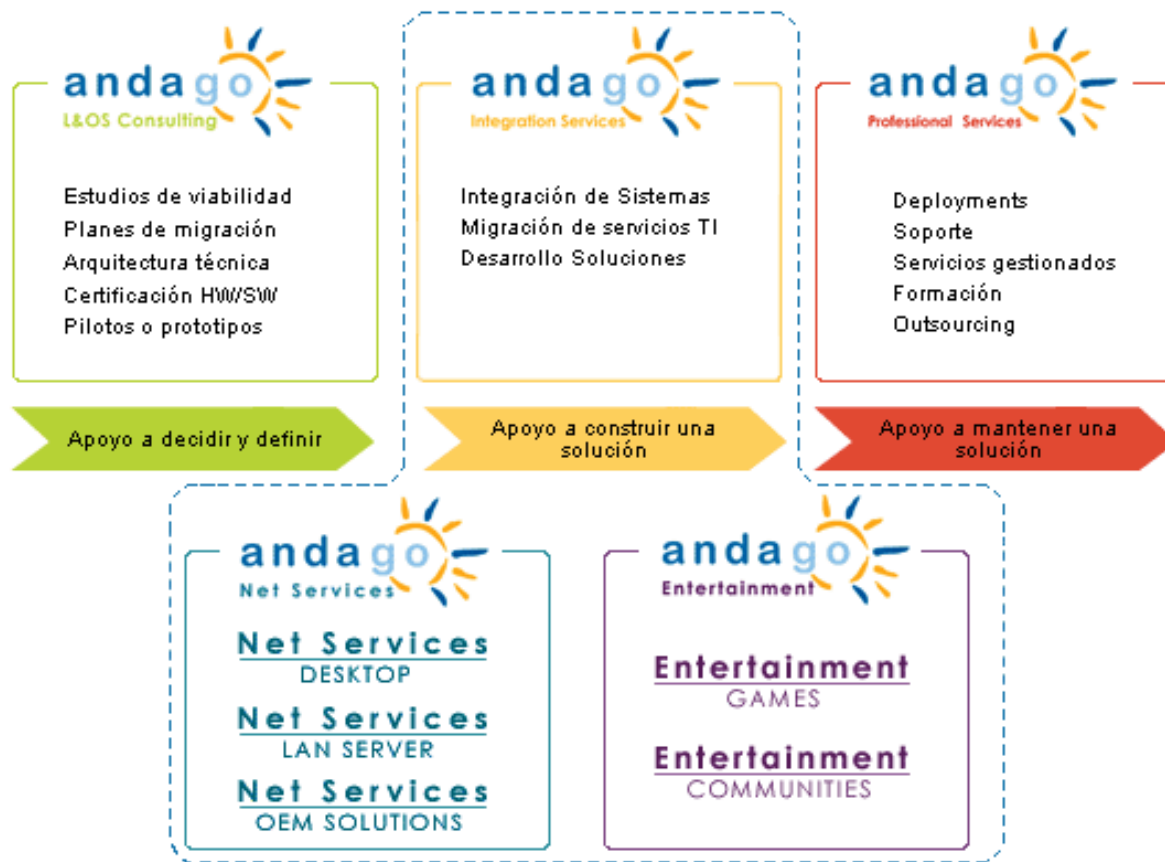 andago
L&OS Consulting
Estudios de viabilidad
Planes de migración
Arquitectura técnica
Certificación HW/SW
Pilotos o prototipos
Apoyo a decidir y definir
andago
Integration Services
Integración de Sistemas
Migración de servicios TI
Desarrollo Soluciones
Apoyo a construir una
solución
andago
Professional Services
Deployments
Soporte
Servicios gestionados
Formación
Outsourcing
Apoyo a mantener una
solución
andago
Net Services
Net Services
DESKTOP
Net Services
LAN SERVER
Net Services
OEM SOLUTIONS
andago
Entertainment
Entertainment
GAMES
Entertainment
COMMUNITIES